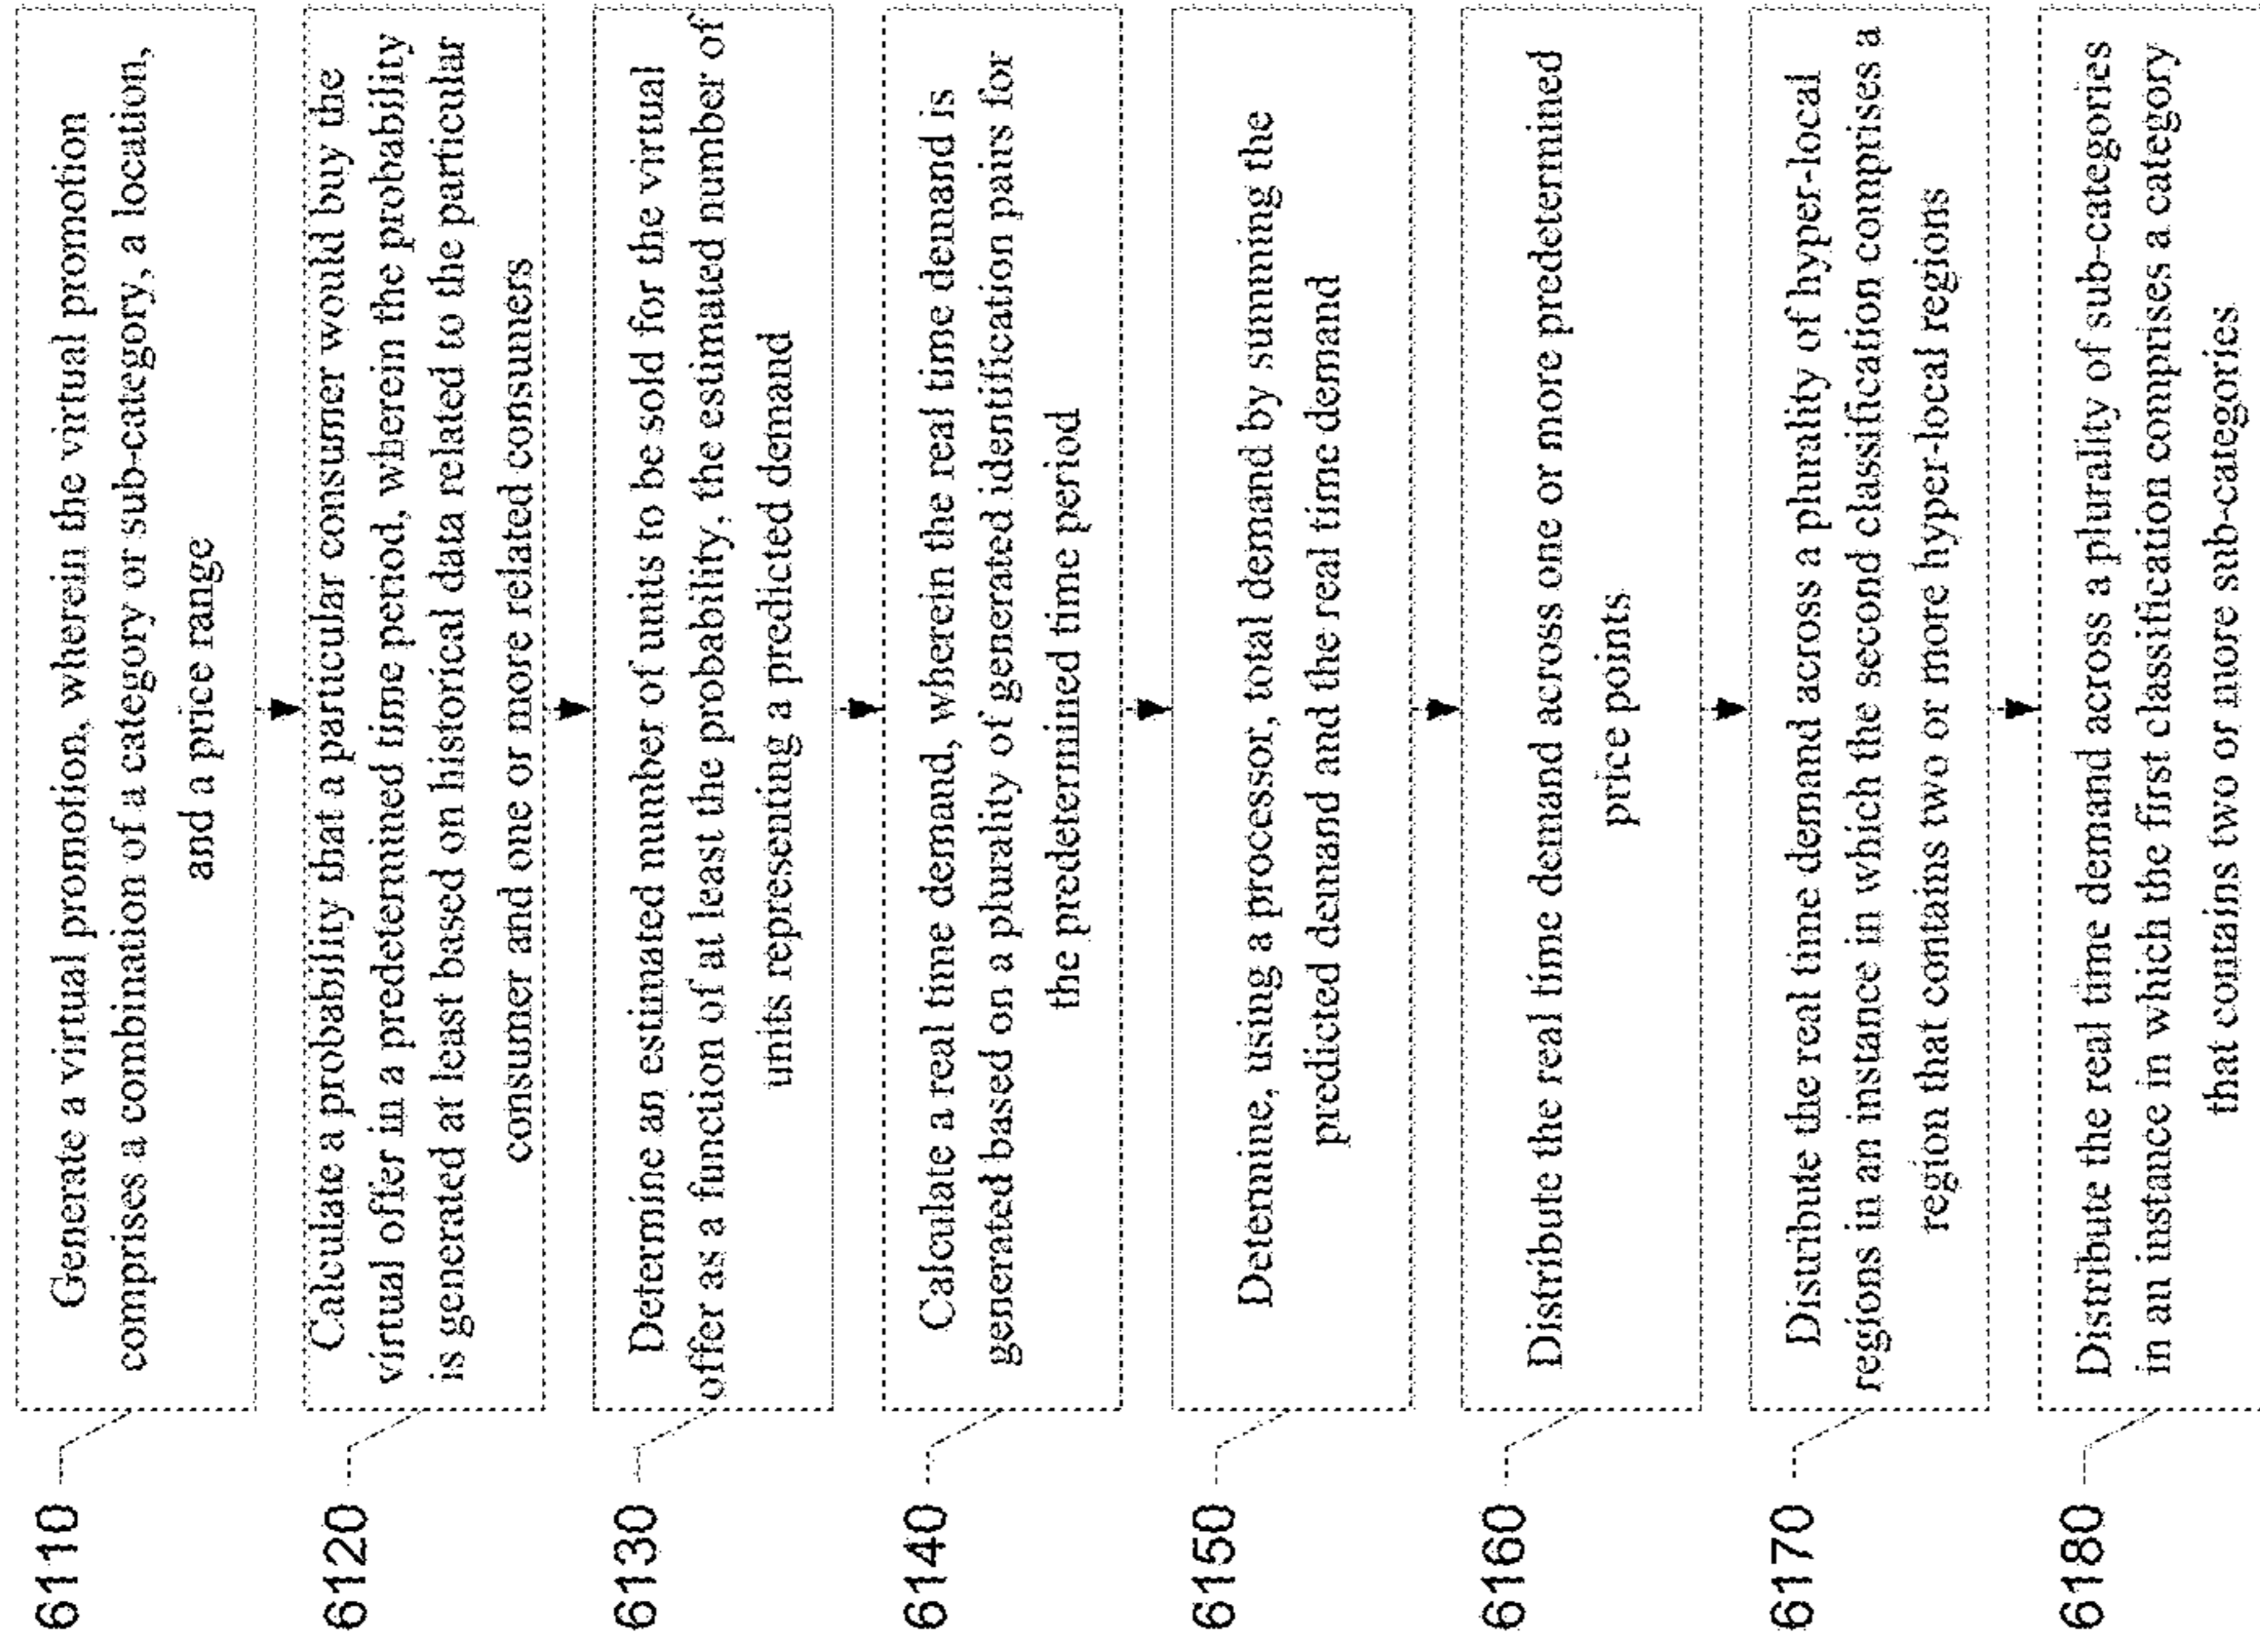 6110
Generate a virtual promotion, wherein the virtual promotion
comprises a combination of a category or sub-category, a location,
and a price range
6120
Calculate a probability that a particular consumer would buy the
virtual offer in a predetermined time period, wherein the probability
is generated at least based on historical data related to the particular
consumer and one or more related consumers
6130
Determine an estimated number of units to be sold for the virtual
offer as a function of at least the probability, the estimated number of
units representing a predicted demand
6140
Calculate a real time demand, wherein the real time demand is
generated based on a plurality of generated identification pairs for
the predetermined time period
6150
Determine, using a processor, total demand by summing the
predicted demand and the real time demand
6160
Distribute the real time demand across one or more predetermined
price points
6170
Distribute the real time demand across a plurality of hyper-local
regions in an instance in which the second classification comprises a
region that contains two or more hyper-local regions
6180
Distribute the real time demand across a plurality of sub-categories
in an instance in which the first classification comprises a category
that contains two or more sub-categories